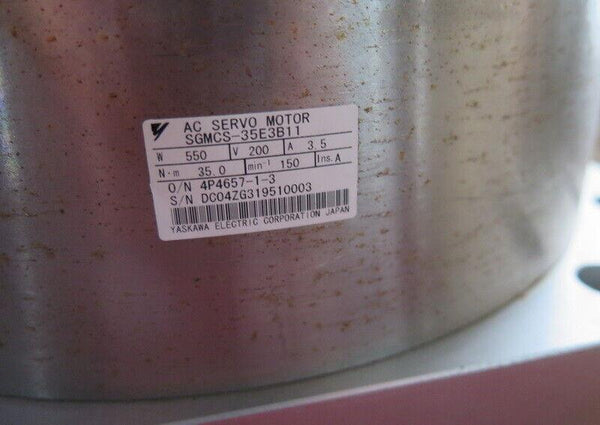 AC SERVO MOTOR
SGMCS-35E3B11
W 550 V 200 A 3.5
N·m 35.0 min⁻¹ 150 Ins. A
O/N 4P4657-1-3
S/N DC04ZG319510003
YASKAWA ELECTRIC CORPORATION JAPAN